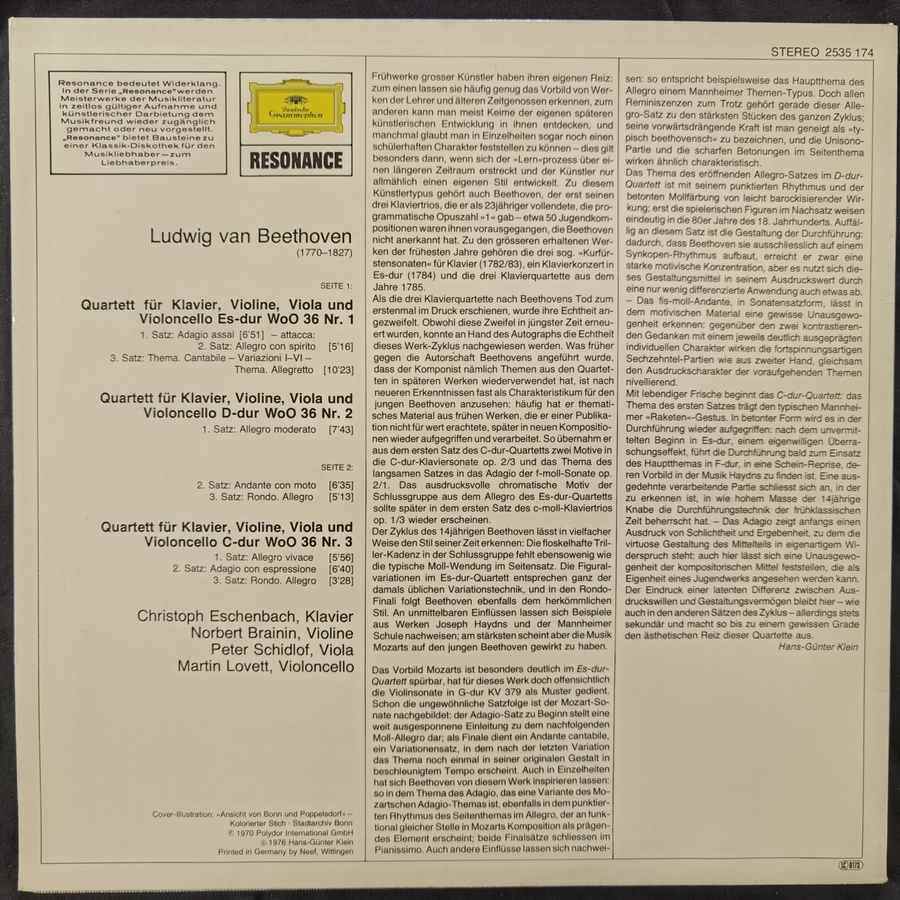 STEREO 2535 174
Resonance bedeutet Widerklang.
In der Serie „Resonance“ werden
Meisterwerke der Musikliteratur
in zeitlos gültiger Aufnahme und
künstlerischer Darbietung dem
Musikfreund wieder zugänglich
gemacht oder neu vorgestellt.
„Resonance“ bietet Bausteine zu
einer Klassik-Diskothek für den
Musikliebhaber – zum
Liebhaberpreis.
Deutsche
Grammophon
RESONANCE
Ludwig van Beethoven
(1770–1827)
SEITE 1:
Quartett für Klavier, Violine, Viola und
Violoncello Es-dur WoO 36 Nr. 1
1. Satz: Adagio assai [6'51] – attacca:
2. Satz: Allegro con spirito [5'16]
3. Satz: Thema. Cantabile – Variazioni I–VI –
Thema. Allegretto [10'23]
Quartett für Klavier, Violine, Viola und
Violoncello D-dur WoO 36 Nr. 2
1. Satz: Allegro moderato [7'43]
SEITE 2:
2. Satz: Andante con moto [6'35]
3. Satz: Rondo. Allegro [5'13]
Quartett für Klavier, Violine, Viola und
Violoncello C-dur WoO 36 Nr. 3
1. Satz: Allegro vivace [5'56]
2. Satz: Adagio con espressione [6'40]
3. Satz: Rondo. Allegro [3'28]
Christoph Eschenbach, Klavier
Norbert Brainin, Violine
Peter Schidlof, Viola
Martin Lovett, Violoncello
Cover-Illustration: »Ansicht von Bonn und Poppelsdorf« –
Kolorierter Stich · Stadtarchiv Bonn
℗ 1970 Polydor International GmbH
© 1976 Hans-Günter Klein
Printed in Germany by Neef, Wittingen
Frühwerke grosser Künstler haben ihren eigenen Reiz:
zum einen lassen sie häufig genug das Vorbild von Wer-
ken der Lehrer und älteren Zeitgenossen erkennen, zum
anderen kann man meist Keime der eigenen späteren
künstlerischen Entwicklung in ihnen entdecken, und
manchmal glaubt man in Einzelheiten sogar noch einen
schülerhaften Charakter feststellen zu können – dies gilt
besonders dann, wenn sich der »Lern«prozess über ei-
nen längeren Zeitraum erstreckt und der Künstler nur
allmählich einen eigenen Stil entwickelt. Zu diesem
Künstlertypus gehört auch Beethoven, der erst seinen
drei Klaviertrios, die er als 23jähriger vollendete, die pro-
grammatische Opuszahl »1« gab – etwa 50 Jugendkom-
positionen waren ihnen vorausgegangen, die Beethoven
nicht anerkannt hat. Zu den grösseren erhaltenen Wer-
ken der frühesten Jahre gehören die drei sog. »Kurfür-
stensonaten« für Klavier (1782/83), ein Klavierkonzert in
Es-dur (1784) und die drei Klavierquartette aus dem
Jahre 1785.
Als die drei Klavierquartette nach Beethovens Tod zum
erstenmal im Druck erschienen, wurde ihre Echtheit an-
gezweifelt. Obwohl diese Zweifel in jüngster Zeit erneu-
ert wurden, konnte an Hand des Autographs die Echtheit
dieses Werk-Zyklus nachgewiesen werden. Was früher
gegen die Autorschaft Beethovens angeführt wurde,
dass der Komponist nämlich Themen aus den Quartet-
ten in späteren Werken wiederverwendet hat, ist nach
neueren Erkenntnissen fast als Charakteristikum für den
jungen Beethoven anzusehen: häufig hat er themati-
sches Material aus frühen Werken, die er einer Publika-
tion nicht für wert erachtete, später in neuen Kompositio-
nen wieder aufgegriffen und verarbeitet. So übernahm er
aus dem ersten Satz des C-dur-Quartetts zwei Motive in
die C-dur-Klaviersonate op. 2/3 und das Thema des
langsamen Satzes in das Adagio der f-moll-Sonate op.
2/1. Das ausdrucksvolle chromatische Motiv der
Schlussgruppe aus dem Allegro des Es-dur-Quartetts
sollte später in dem ersten Satz des c-moll-Klaviertrios
op. 1/3 wieder erscheinen.
Der Zyklus des 14jährigen Beethoven lässt in vielfacher
Weise den Stil seiner Zeit erkennen: Die floskelhafte Tril-
ler-Kadenz in der Schlussgruppe fehlt ebensowenig wie
die typische Moll-Wendung im Seitensatz. Die Figural-
variationen im Es-dur-Quartett entsprechen ganz der
damals üblichen Variationstechnik, und in den Rondo-
Finali folgt Beethoven ebenfalls dem herkömmlichen
Stil. An unmittelbaren Einflüssen lassen sich Beispiele
aus Werken Joseph Haydns und der Mannheimer
Schule nachweisen; am stärksten scheint aber die Musik
Mozarts auf den jungen Beethoven gewirkt zu haben.
Das Vorbild Mozarts ist besonders deutlich im Es-dur-
Quartett spürbar, hat für dieses Werk doch offensichtlich
die Violinsonate in G-dur KV 379 als Muster gedient.
Schon die ungewöhnliche Satzfolge ist der Mozart-So-
nate nachgebildet: der Adagio-Satz zu Beginn stellt eine
weit ausgesponnene Einleitung zu dem nachfolgenden
Moll-Allegro dar; als Finale dient ein Andante cantabile,
ein Variationensatz, in dem nach der letzten Variation
das Thema noch einmal in seiner originalen Gestalt in
beschleunigtem Tempo erscheint. Auch in Einzelheiten
hat sich Beethoven von diesem Werk inspirieren lassen:
so in dem Thema des Adagio, das eine Variante des Mo-
zartschen Adagio-Themas ist, ebenfalls in dem punktier-
ten Rhythmus des Seitenthemas im Allegro, der an funk-
tional gleicher Stelle in Mozarts Komposition als prägen-
des Element erscheint; beide Finalsätze schliessen im
Pianissimo. Auch andere Einflüsse lassen sich nachwei-
sen: so entspricht beispielsweise das Hauptthema des
Allegro einem Mannheimer Themen-Typus. Doch allen
Reminiszenzen zum Trotz gehört gerade dieser Alle-
gro-Satz zu den stärksten Stücken des ganzen Zyklus;
seine vorwärtsdrängende Kraft ist man geneigt als »ty-
pisch beethovensch« zu bezeichnen, und die Unisono-
Partie und die scharfen Betonungen im Seitenthema
wirken ähnlich charakteristisch.
Das Thema des eröffnenden Allegro-Satzes im D-dur-
Quartett ist mit seinem punktierten Rhythmus und der
betonten Mollfärbung von leicht barockisierender Wir-
kung; erst die spielerischen Figuren im Nachsatz weisen
eindeutig in die 80er Jahre des 18. Jahrhunderts. Auffäl-
lig an diesem Satz ist die Gestaltung der Durchführung:
dadurch, dass Beethoven sie ausschliesslich auf einem
Synkopen-Rhythmus aufbaut, erreicht er zwar eine
starke motivische Konzentration, aber es nutzt sich die-
ses Gestaltungsmittel in seinem Ausdruckswert durch
eine nur wenig differenzierte Anwendung auch etwas ab.
– Das fis-moll-Andante, in Sonatensatzform, lässt in
dem motivischen Material eine gewisse Unausgewo-
genheit erkennen: gegenüber den zwei kontrastieren-
den Gedanken mit einem jeweils deutlich ausgeprägten
individuellen Charakter wirken die fortspinnungsartigen
Sechzehntel-Partien wie aus zweiter Hand, gleichsam
den Ausdruckscharakter der voraufgehenden Themen
nivellierend.
Mit lebendiger Frische beginnt das C-dur-Quartett: das
Thema des ersten Satzes trägt den typischen Mannhei-
mer »Raketen«-Gestus. In betonter Form wird es in der
Durchführung wieder aufgegriffen: nach dem unvermit-
telten Beginn in Es-dur, einem eigenwilligen Überra-
schungseffekt, führt die Durchführung bald zum Einsatz
des Hauptthemas in F-dur, in eine Schein-Reprise, de-
ren Vorbild in der Musik Haydns zu finden ist. Eine aus-
gedehnte verarbeitende Partie schliesst sich an, in der
zu erkennen ist, in wie hohem Masse der 14jährige
Knabe die Durchführungstechnik der frühklassischen
Zeit beherrscht hat. – Das Adagio zeigt anfangs einen
Ausdruck von Schlichtheit und Ergebenheit, zu dem die
virtuose Gestaltung des Mittelteils in eigenartigem Wi-
derspruch steht: auch hier lässt sich eine Unausgewo-
genheit der kompositorischen Mittel feststellen, die als
Eigenheit eines Jugendwerks angesehen werden kann.
Der Eindruck einer latenten Differenz zwischen Aus-
druckswillen und Gestaltungsvermögen bleibt hier – wie
auch in den anderen Sätzen des Zyklus – allerdings stets
sekundär und macht so bis zu einem gewissen Grade
den ästhetischen Reiz dieser Quartette aus.
Hans-Günter Klein